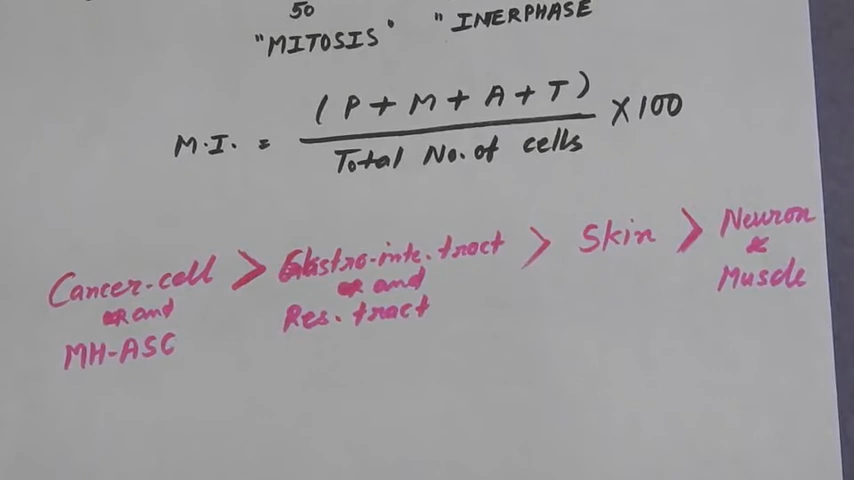 50
"MITOSIS" "INERPHASE
M.I. = (P + M + A + T) / Total No. of cells × 100
Cancer-cell > Gastro-inte. tract > Skin > Neuron
and and &
MH-ASC Res. tract Muscle